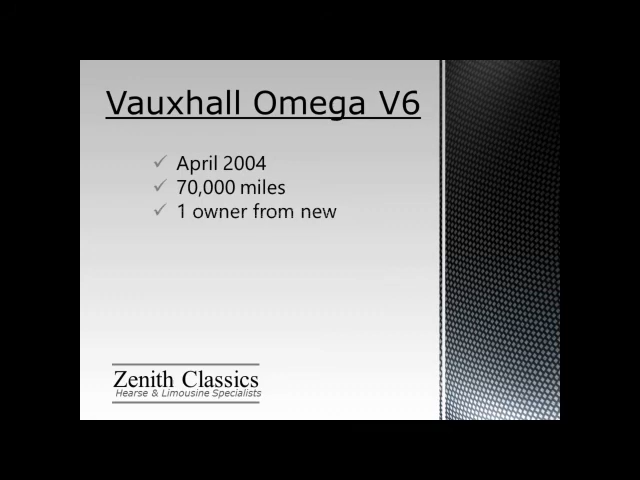 Vauxhall Omega V6
✓ April 2004
✓ 70,000 miles
✓ 1 owner from new
Zenith Classics
Hearse & Limousine Specialists